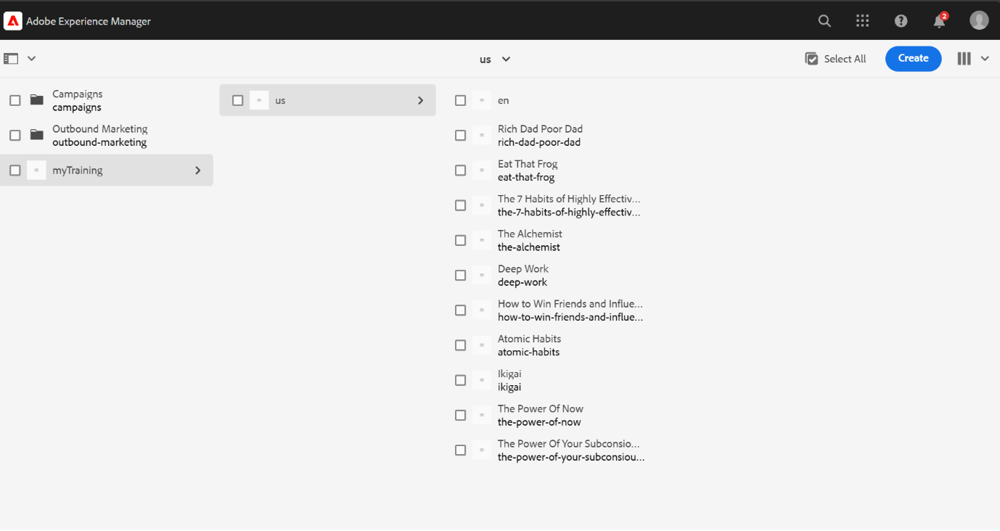 Adobe Experience Manager
2
us
Select All
Create
Campaigns
campaigns
Outbound Marketing
outbound-marketing
myTraining
us
en
Rich Dad Poor Dad
rich-dad-poor-dad
Eat That Frog
eat-that-frog
The 7 Habits of Highly Effectiv...
the-7-habits-of-highly-effectiv...
The Alchemist
the-alchemist
Deep Work
deep-work
How to Win Friends and Influe...
how-to-win-friends-and-influe...
Atomic Habits
atomic-habits
Ikigai
ikigai
The Power Of Now
the-power-of-now
The Power Of Your Subconsio...
the-power-of-your-subconsiou...